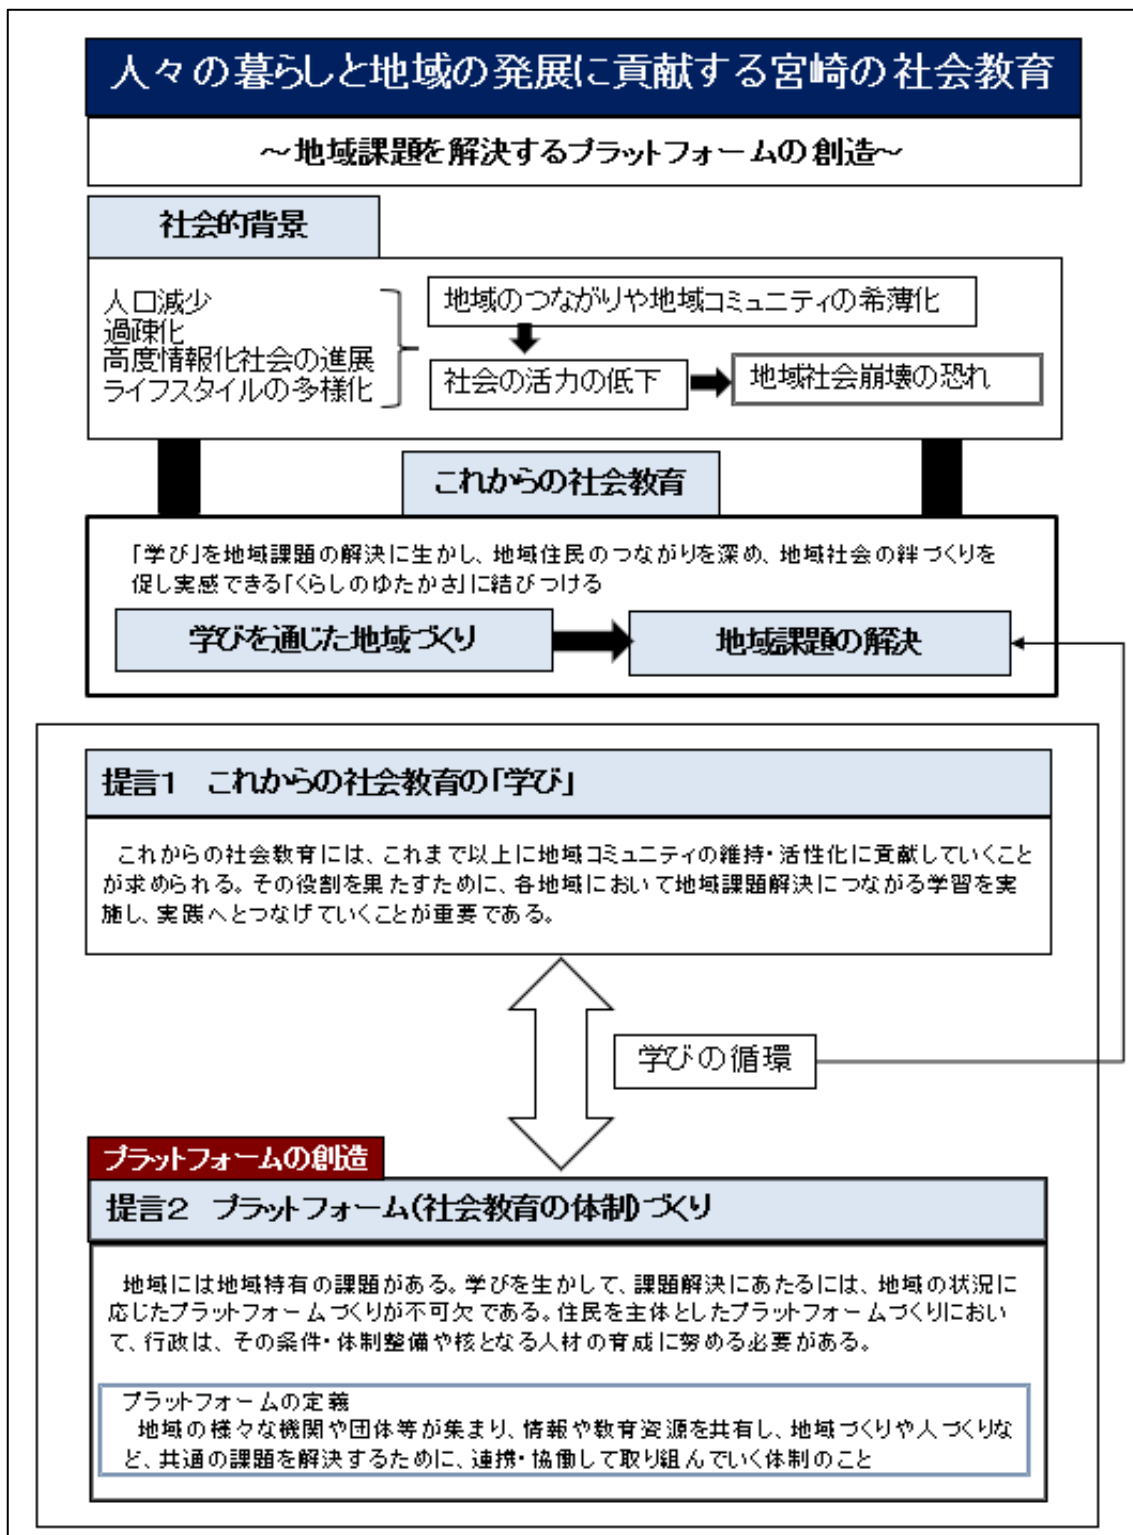 人々の暮らしと地域の発展に貢献する宮崎の社会教育
～地域課題を解決するプラットフォームの創造～
社会的背景
人口減少
過疎化
高度情報化社会の進展
ライフスタイルの多様化
地域のつながりや地域コミュニティの希薄化
社会の活力の低下
地域社会崩壊の恐れ
これからの社会教育
「学び」を地域課題の解決に生かし、地域住民のつながりを深め、地域社会の絆づくりを
促し実感できる「くらしのゆたかさ」に結びつける
学びを通じた地域づくり
地域課題の解決
提言1 これからの社会教育の「学び」
これからの社会教育には、これまで以上に地域コミュニティの維持・活性化に貢献していくこと
が求められる。その役割を果たすために、各地域において地域課題解決につながる学習を実
施し、実践へとつなげていくことが重要である。
学びの循環
プラットフォームの創造
提言2 プラットフォーム(社会教育の体制)づくり
地域には地域特有の課題がある。学びを生かして、課題解決にあたるには、地域の状況に
応じたプラットフォームづくりが不可欠である。住民を主体としたプラットフォームづくりにおい
て、行政は、その条件・体制整備や核となる人材の育成に努める必要がある。
プラットフォームの定義
地域の様々な機関や団体等が集まり、情報や教育資源を共有し、地域づくりや人づくりな
ど、共通の課題を解決するために、連携・協働して取り組んでいく体制のこと